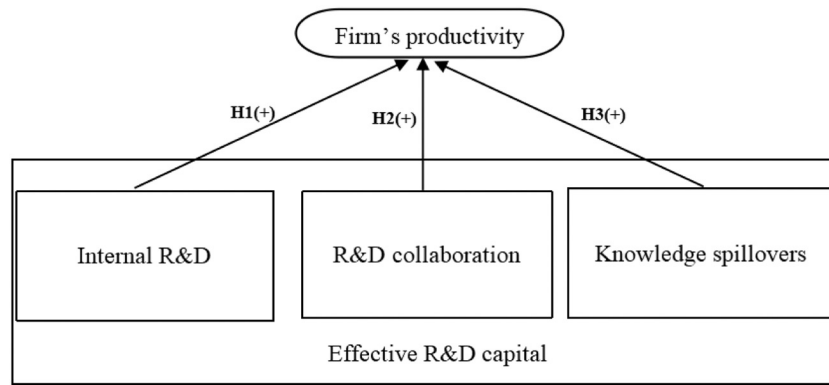 Firm's productivity
H1(+)
H2(+)
H3(+)
Internal R&D
R&D collaboration
Knowledge spillovers
Effective R&D capital